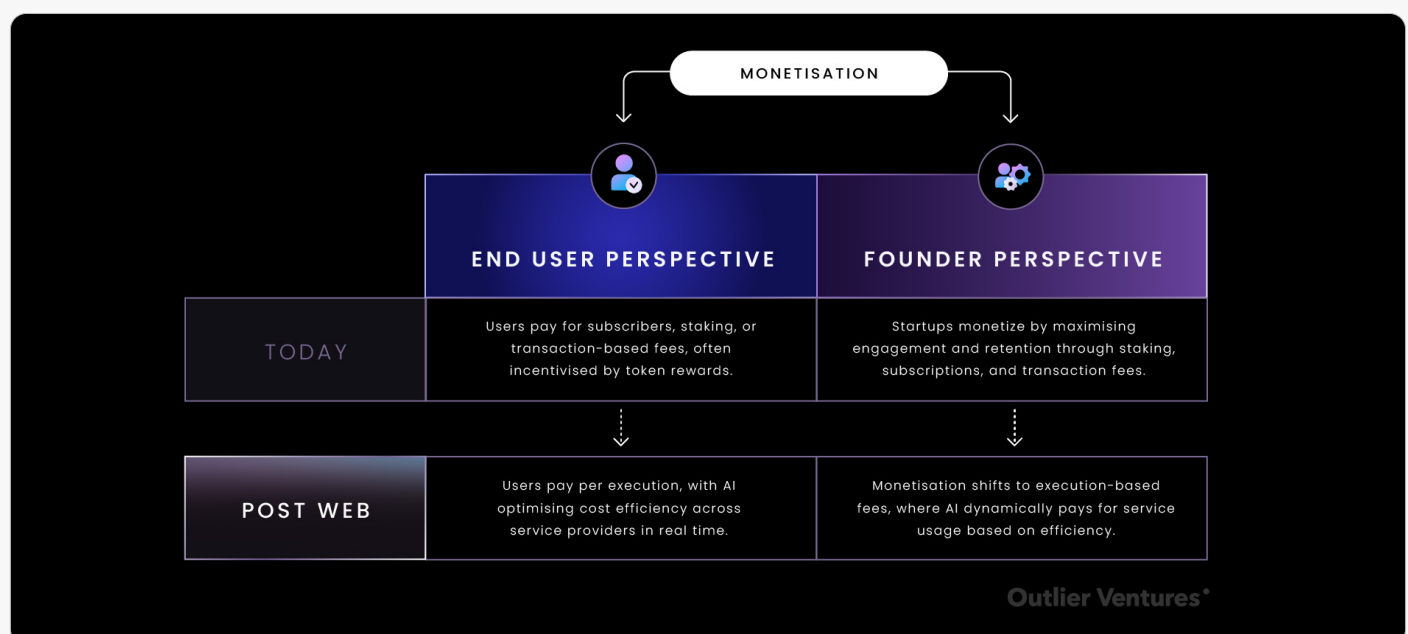 MONETISATION
END USER PERSPECTIVE
FOUNDER PERSPECTIVE
TODAY
Users pay for subscribers, staking, or
transaction-based fees, often
incentivised by token rewards.
Startups monetize by maximising
engagement and retention through staking,
subscriptions, and transaction fees.
POST WEB
Users pay per execution, with AI
optimising cost efficiency across
service providers in real time.
Monetisation shifts to execution-based
fees, where AI dynamically pays for service
usage based on efficiency.
Outlier Ventures